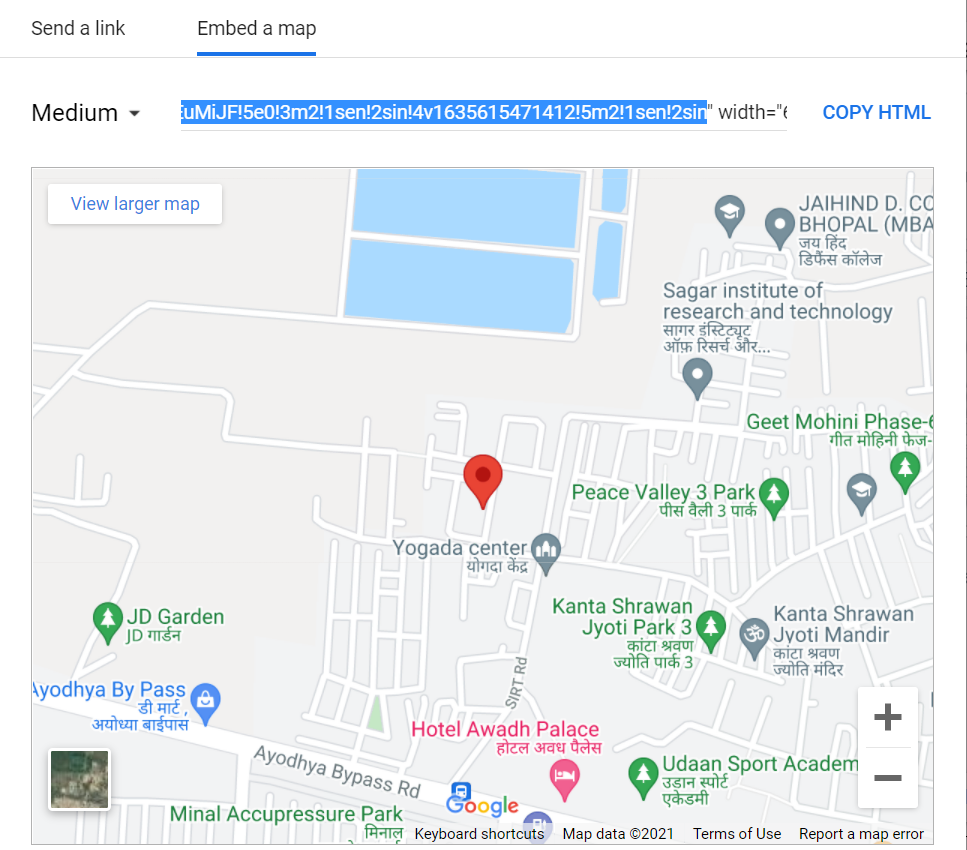 Send a link
Embed a map
Medium
uMiJF!5e0!3m2!1sen!2sin!4v1635615471412!5m2!1sen!2sin" width="6
COPY HTML
View larger map
JAIHIND D. CO
BHOPAL (MBA
जय हिंद
डिफेंस कॉलेज
Sagar institute of
research and technology
सागर इंस्टिट्यूट
ऑफ़ रिसर्च और...
Geet Mohini Phase-6
गीत मोहिनी फेज-
Peace Valley 3 Park
पीस वैली 3 पार्क
Yogada center
योगदा केंद्र
JD Garden
JD गार्डन
Kanta Shrawan
Jyoti Park 3
कांटा श्रवण
ज्योति पार्क 3
Kanta Shrawan
Jyoti Mandir
कांटा श्रवण
ज्योति मंदिर
Ayodhya By Pass
डी मार्ट ,
अयोध्या बाईपास
SIRT Rd
Hotel Awadh Palace
होटल अवध पैलेस
Ayodhya Bypass Rd
Udaan Sport Academ
उडान स्पोर्ट
एकेडमी
Google
Minal Accupressure Park
मिनाल
Keyboard shortcuts
Map data ©2021
Terms of Use
Report a map error